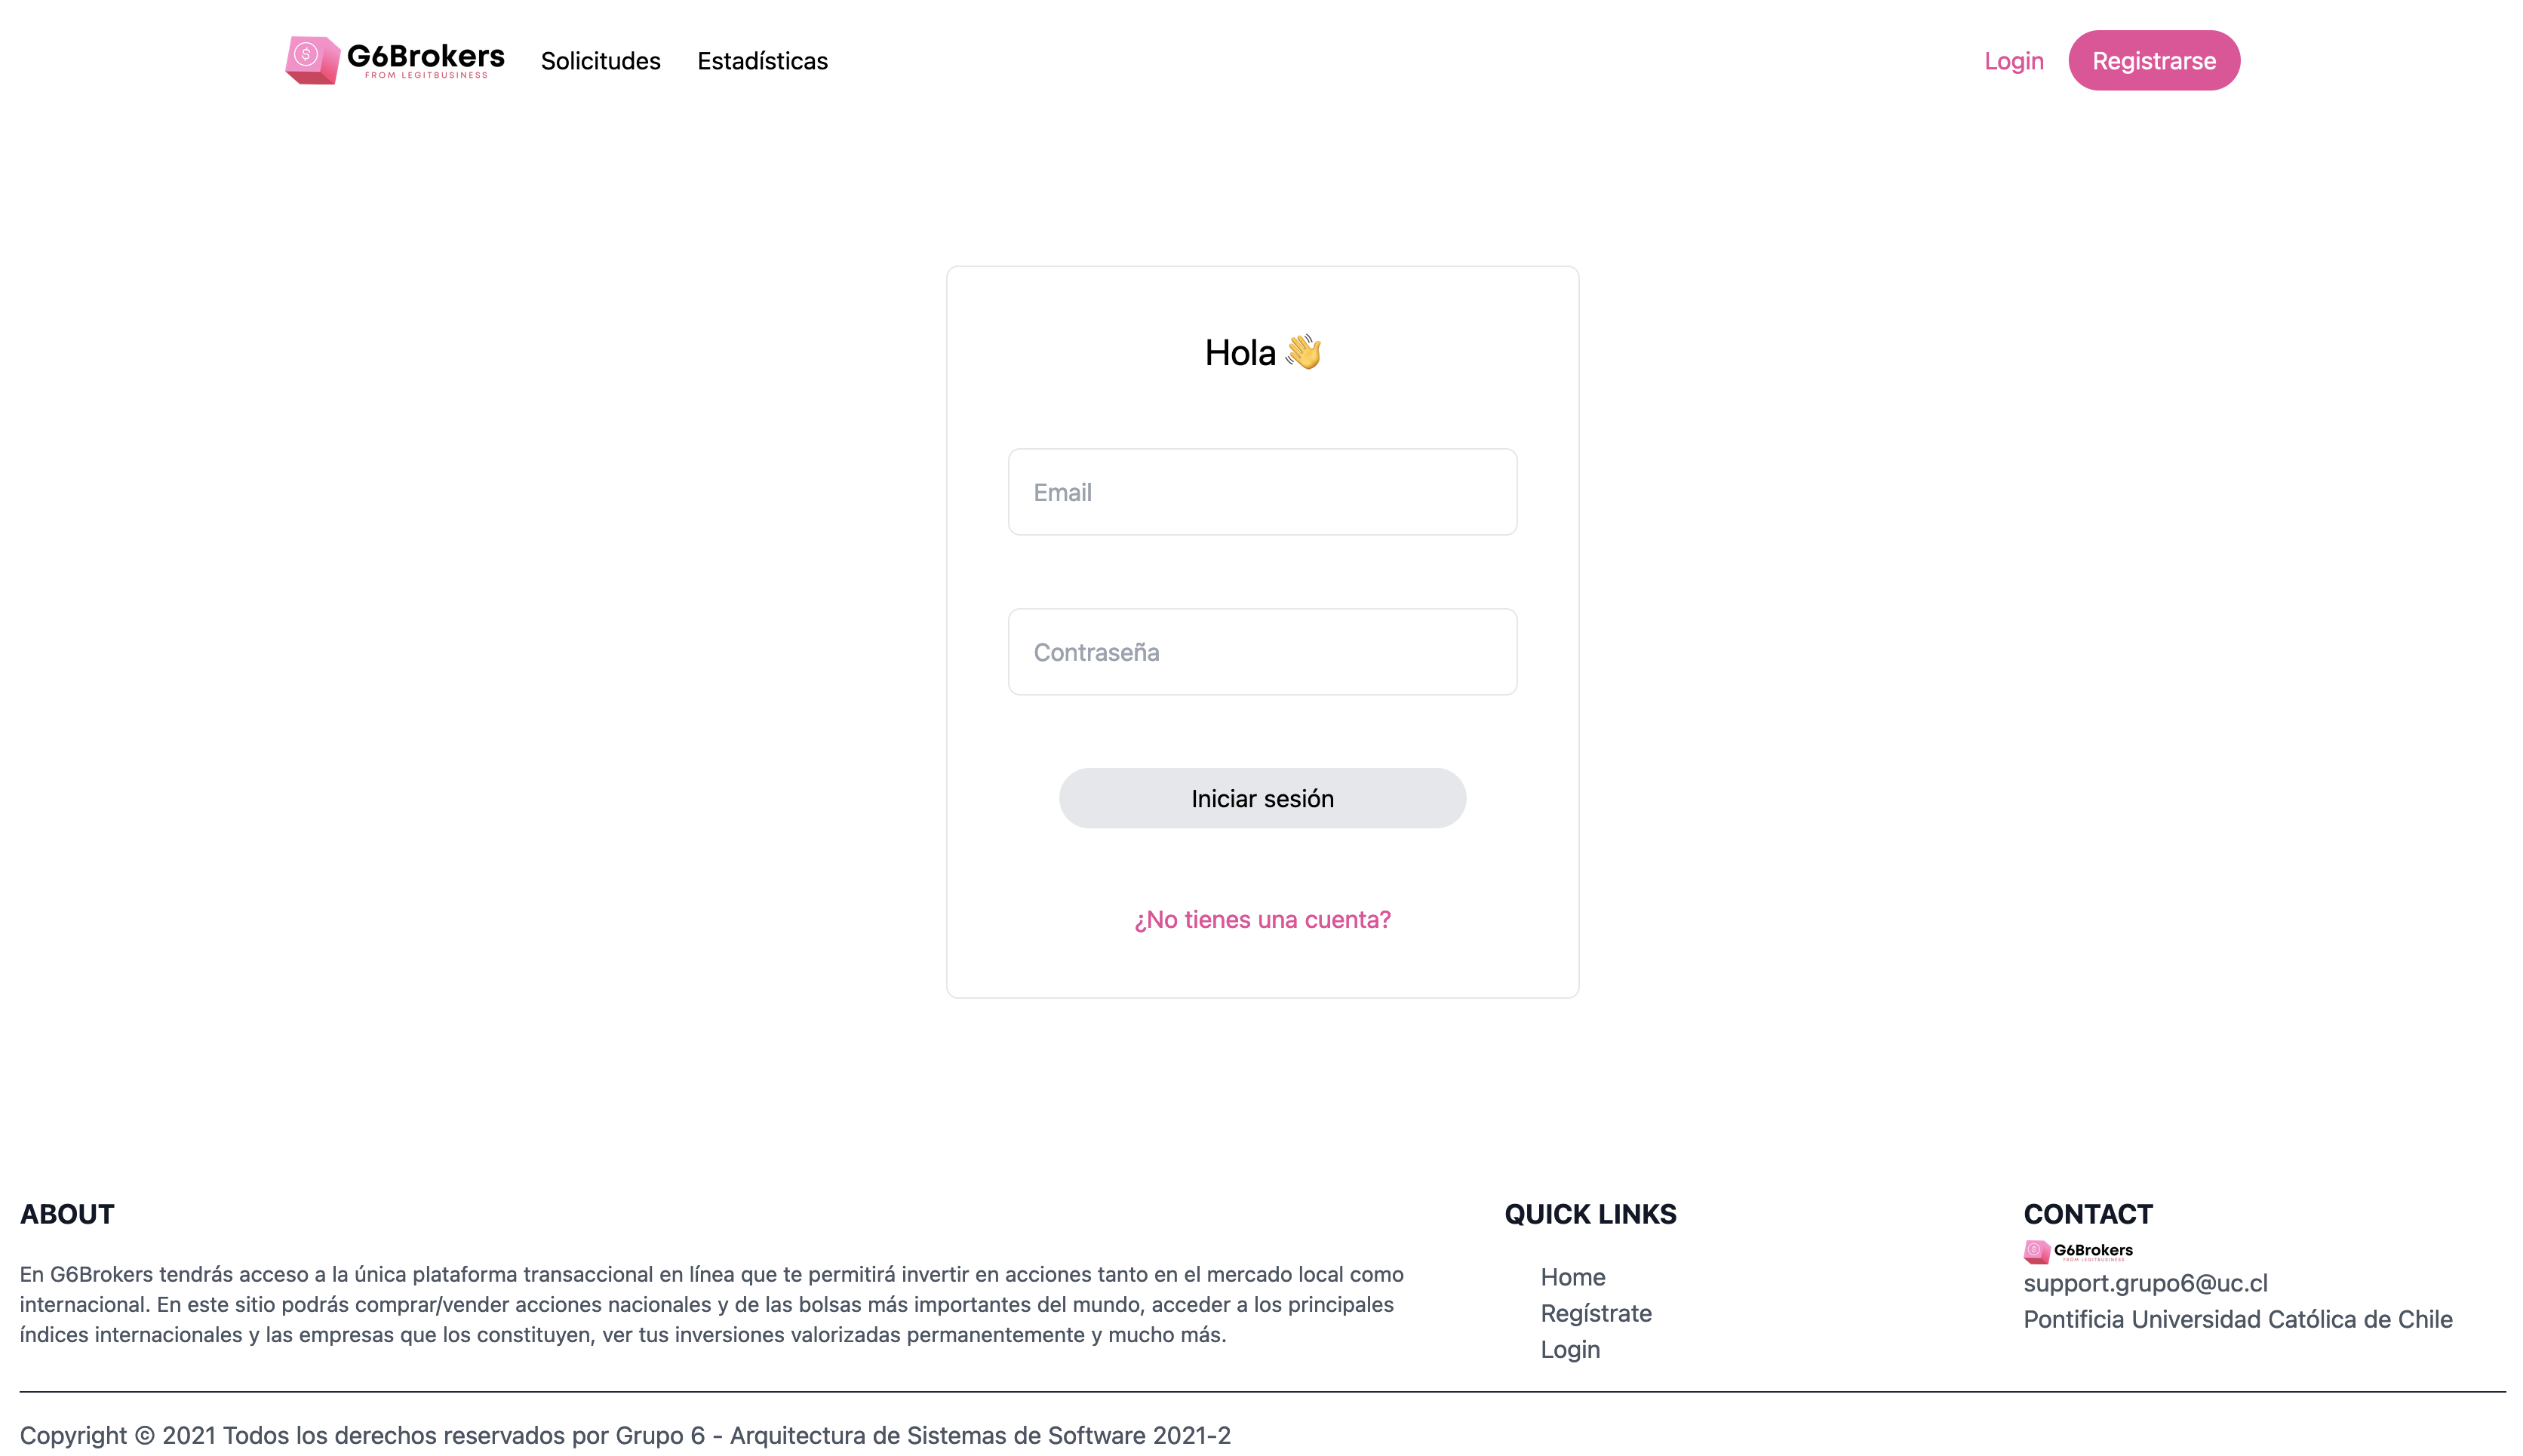 G6Brokers
FROM LEGITBUSINESS
Solicitudes
Estadísticas
Login
Registrarse
Hola 👋
Email
Contraseña
Iniciar sesión
¿No tienes una cuenta?
ABOUT
En G6Brokers tendrás acceso a la única plataforma transaccional en línea que te permitirá invertir en acciones tanto en el mercado local como
internacional. En este sitio podrás comprar/vender acciones nacionales y de las bolsas más importantes del mundo, acceder a los principales
índices internacionales y las empresas que los constituyen, ver tus inversiones valorizadas permanentemente y mucho más.
QUICK LINKS
Home
Regístrate
Login
CONTACT
G6Brokers
FROM LEGITBUSINESS
support.grupo6@uc.cl
Pontificia Universidad Católica de Chile
Copyright © 2021 Todos los derechos reservados por Grupo 6 - Arquitectura de Sistemas de Software 2021-2